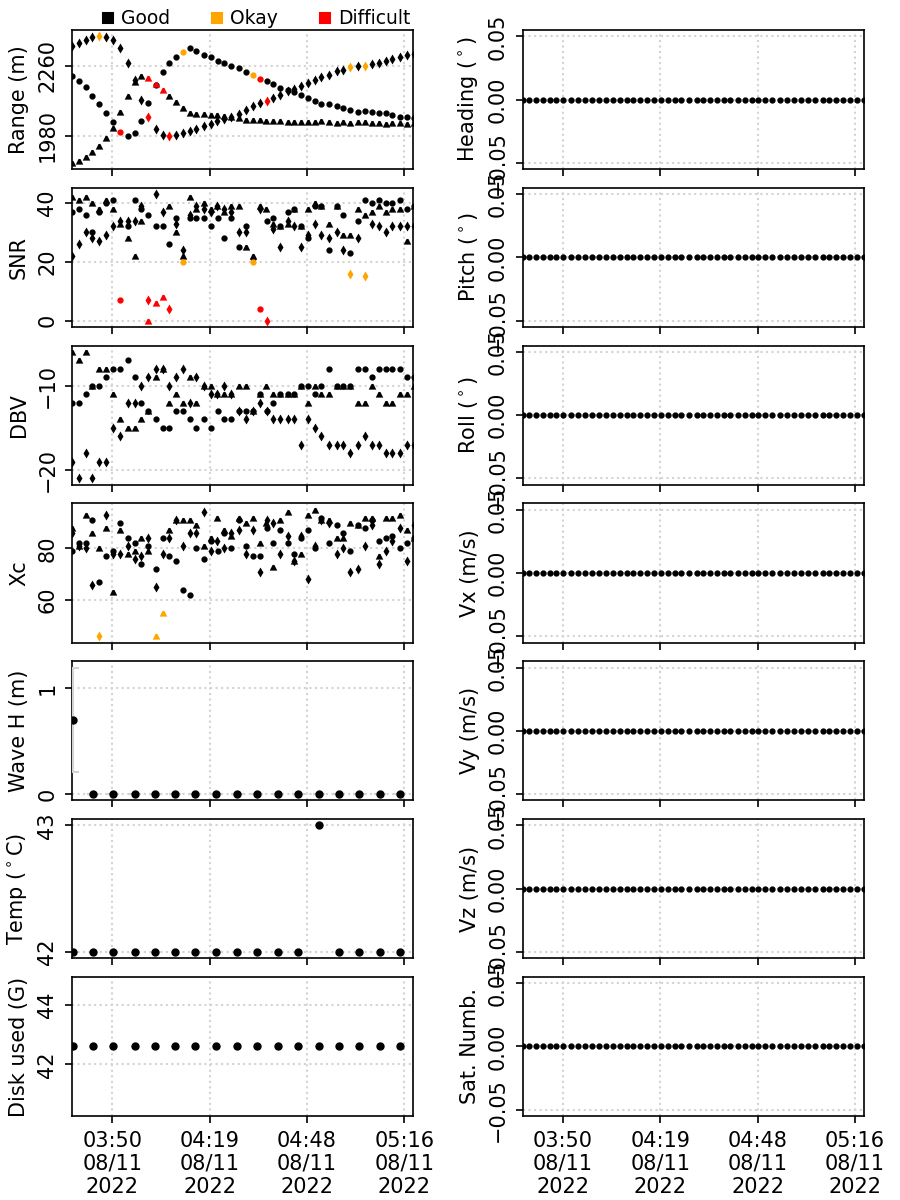 Good Okay Difficult
Range (m)
2260
1980
SNR
40
20
0
DBV
−10
−20
Xc
80
60
Wave H (m)
1
0
Temp (°C)
43
42
Disk used (G)
44
42
03:50 04:19 04:48 05:16
08/11 08/11 08/11 08/11
2022 2022 2022 2022
Heading (°)
0.05
0.00
−0.05
Pitch (°)
0.05
0.00
−0.05
Roll (°)
0.05
0.00
−0.05
Vx (m/s)
0.05
0.00
−0.05
Vy (m/s)
0.05
0.00
−0.05
Vz (m/s)
0.05
0.00
−0.05
Sat. Numb.
0.05
0.00
−0.05
03:50 04:19 04:48 05:16
08/11 08/11 08/11 08/11
2022 2022 2022 2022